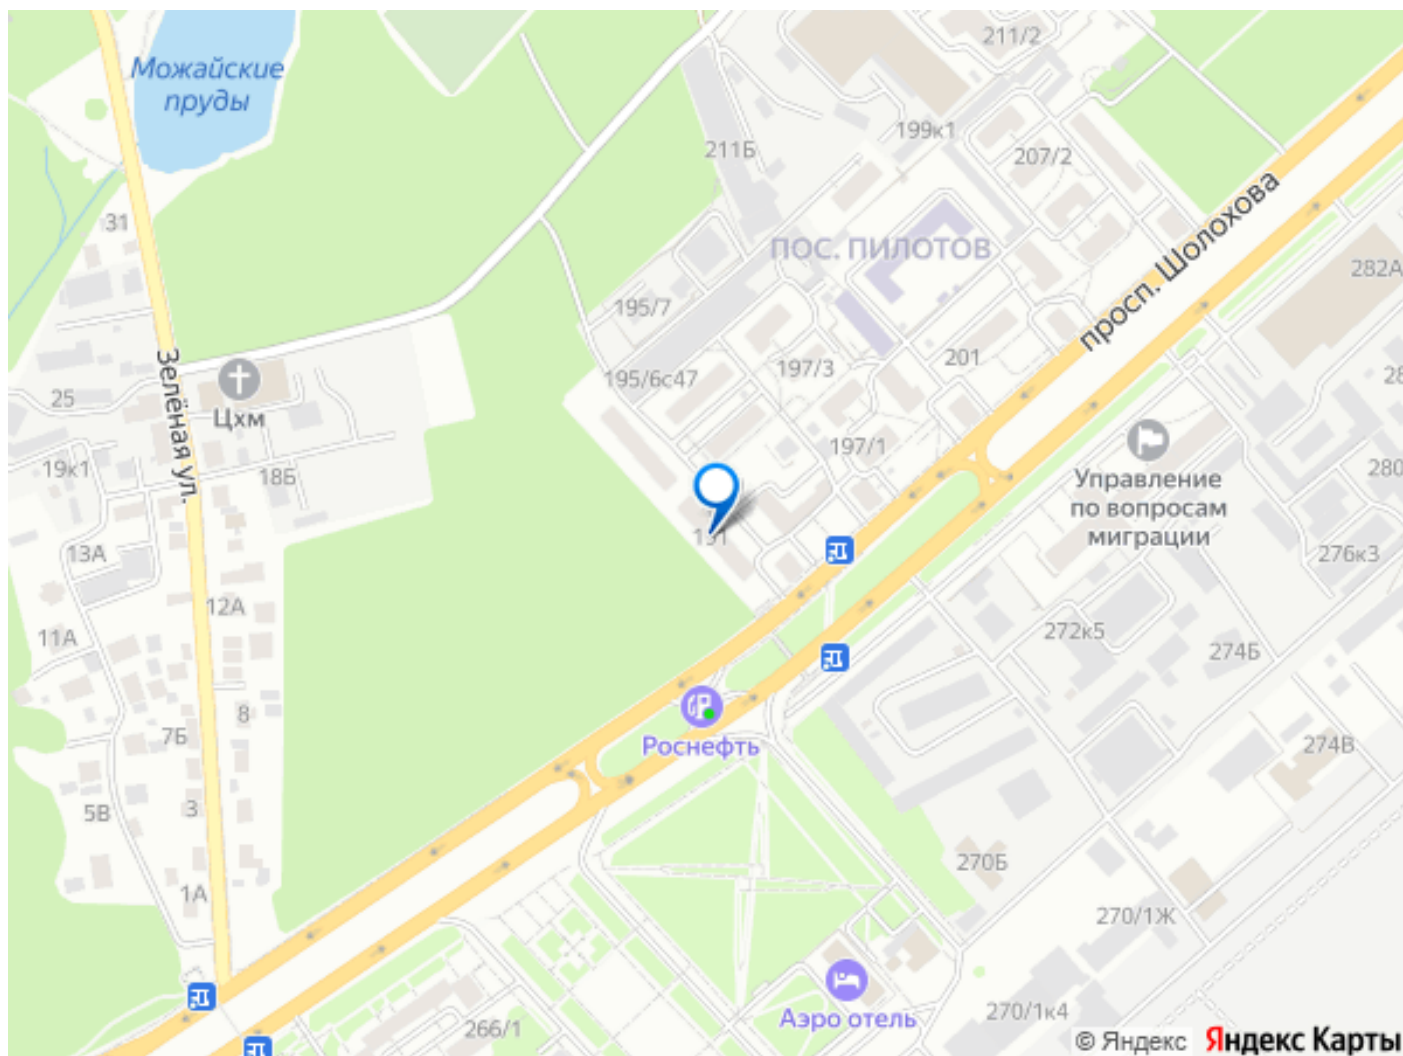 Можайские
пруды
211/2
199к1
211Б
207/2
31
ПОС. ПИЛОТОВ
просп. Шолохова
282А
195/7
201
197/3
195/6с47
25
Зелёная ул.
Цхм
197/1
19к1
18Б
Управление
по вопросам
миграции
280
13А
276к3
12А
11А
272к5
274Б
8
7Б
Роснефть
274В
5В
3
270Б
1А
270/1Ж
Аэро отель
266/1
270/1к4
© Яндекс
Яндекс Карты